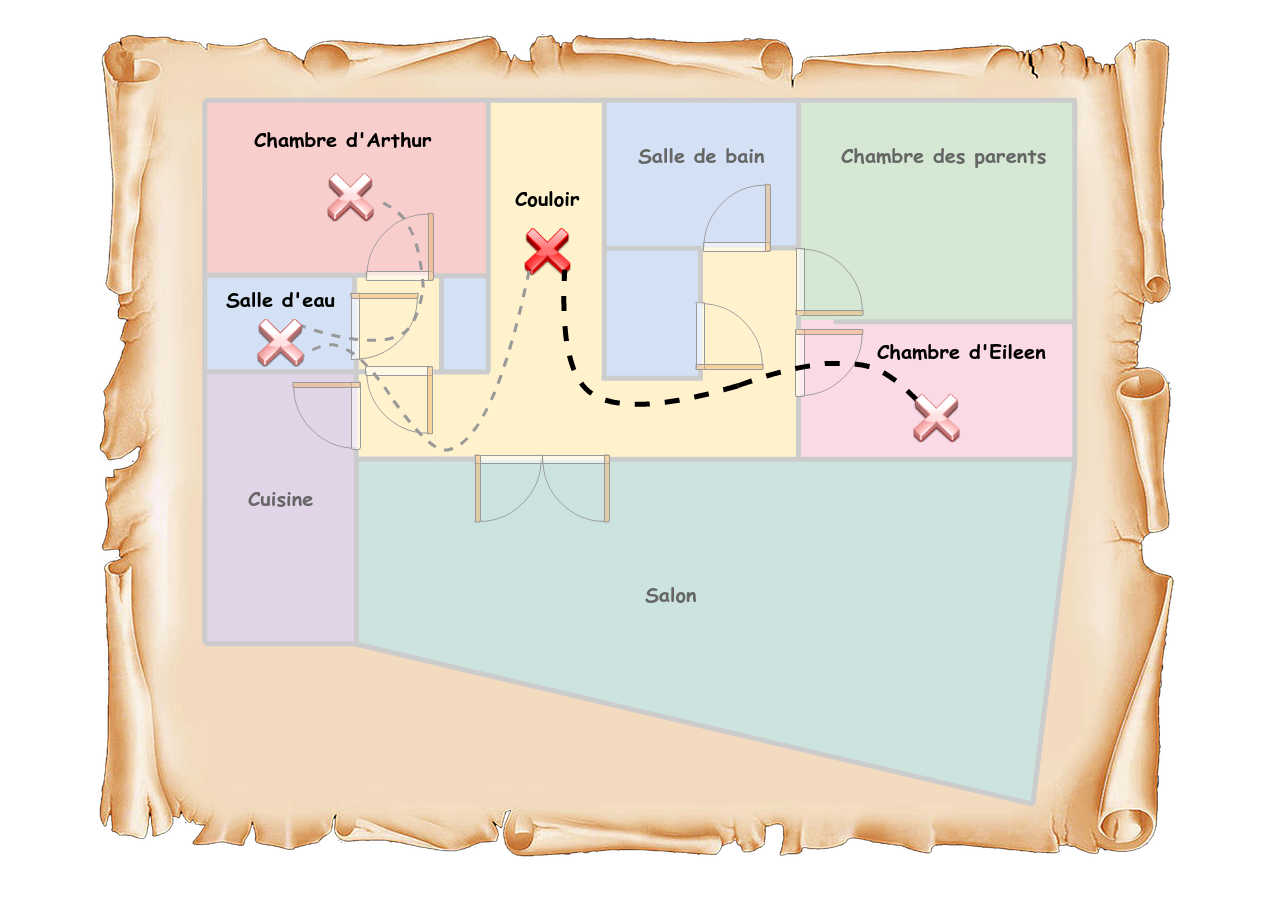 Chambre d'Arthur
Salle de bain
Chambre des parents
Couloir
Salle d'eau
Chambre d'Eileen
Cuisine
Salon